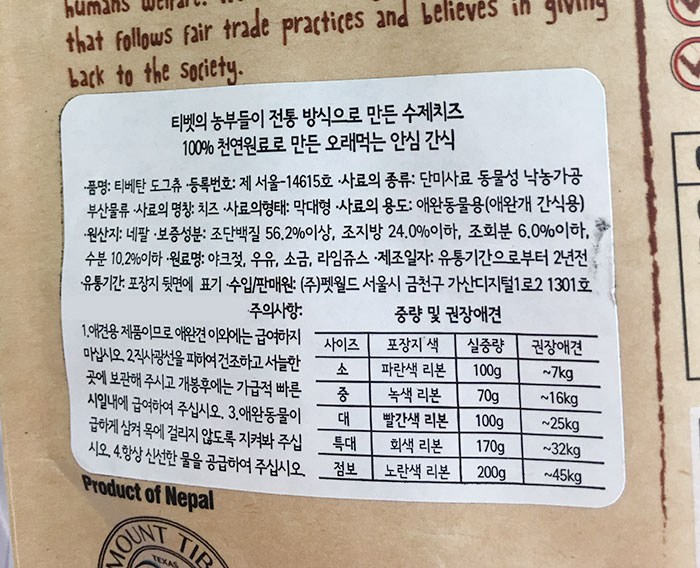 humans welfare.
that follows fair trade practices and believes in giving
back to the society.
티벳의 농부들이 전통 방식으로 만든 수제치즈
100% 천연원료로 만든 오래먹는 안심 간식
·품명: 티베탄 도그츄 ·등록번호: 제 서울-14615호 ·사료의 종류: 단미사료 동물성 낙농가공
부산물류 ·사료의 명칭: 치즈 ·사료의형태: 막대형 ·사료의 용도: 애완동물용(애완개 간식용)
·원산지: 네팔 ·보증성분: 조단백질 56.2%이상, 조지방 24.0%이하, 조회분 6.0%이하,
수분 10.2%이하 ·원료명: 야크젖, 우유, 소금, 라임쥬스 ·제조일자: 유통기간으로부터 2년전
·유통기간: 포장지 뒷면에 표기 ·수입/판매원: (주)펫월드 서울시 금천구 가산디지털1로2 1301호
주의사항:
1.애견용 제품이므로 애완견 이외에는 급여하지
마십시오. 2.직사광선을 피하여 건조하고 서늘한
곳에 보관해 주시고 개봉후에는 가급적 빠른
시일내에 급여하여 주십시오. 3.애완동물이
급하게 삼켜 목에 걸리지 않도록 지켜봐 주십
시오. 4.항상 신선한 물을 공급하여 주십시오
중량 및 권장애견
사이즈 포장지 색 실중량 권장애견
소 파란색 리본 100g ~7kg
중 녹색 리본 70g ~16kg
대 빨간색 리본 100g ~25kg
특대 회색 리본 170g ~32kg
점보 노란색 리본 200g ~45kg
Product of Nepal
MOUNT TIB
TEXAS